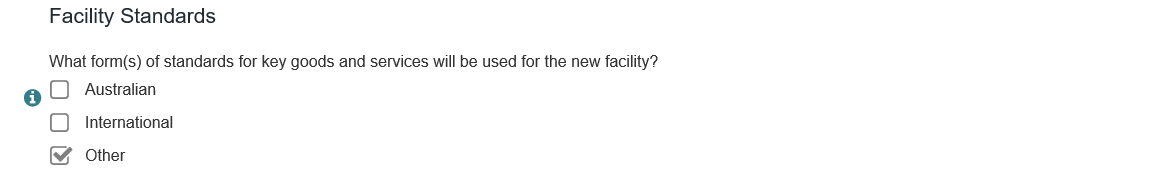 Facility Standards
What form(s) of standards for key goods and services will be used for the new facility?
Australian
International
Other